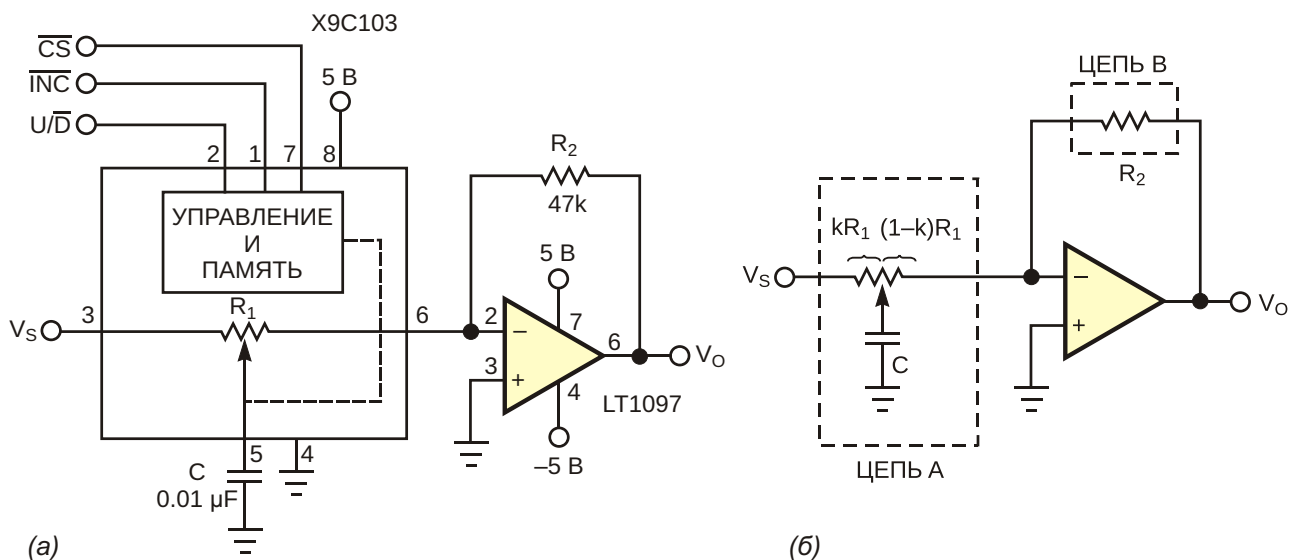 X9C103
CS
INC
U/D
5 В
2 1 7 8
УПРАВЛЕНИЕ
И
ПАМЯТЬ
R1
VS
3
6
5
4
C
0.01 µF
R2
47k
5 В
2
7
–
6
VO
3
+
4
LT1097
–5 В
(а)
ЦЕПЬ B
R2
kR1 (1–k)R1
VS
–
+
VO
C
ЦЕПЬ A
(б)